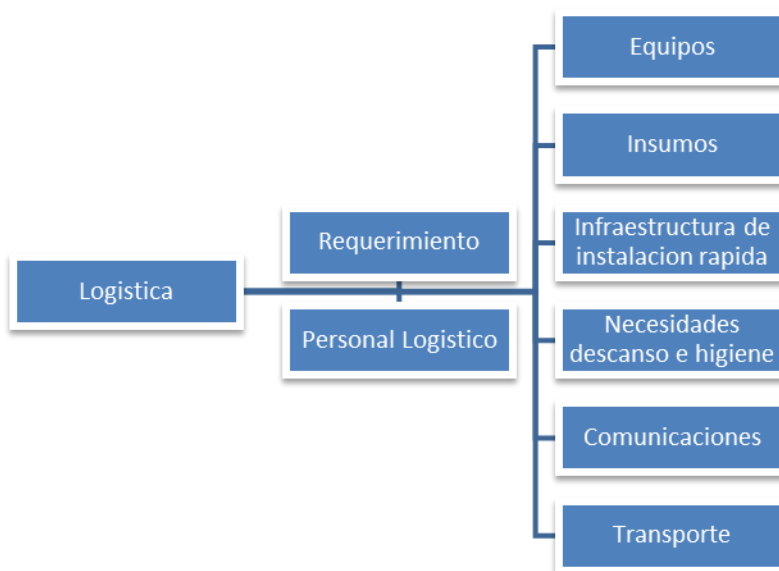 Logistica
Requerimiento
Personal Logistico
Equipos
Insumos
Infraestructura de
instalacion rapida
Necesidades
descanso e higiene
Comunicaciones
Transporte